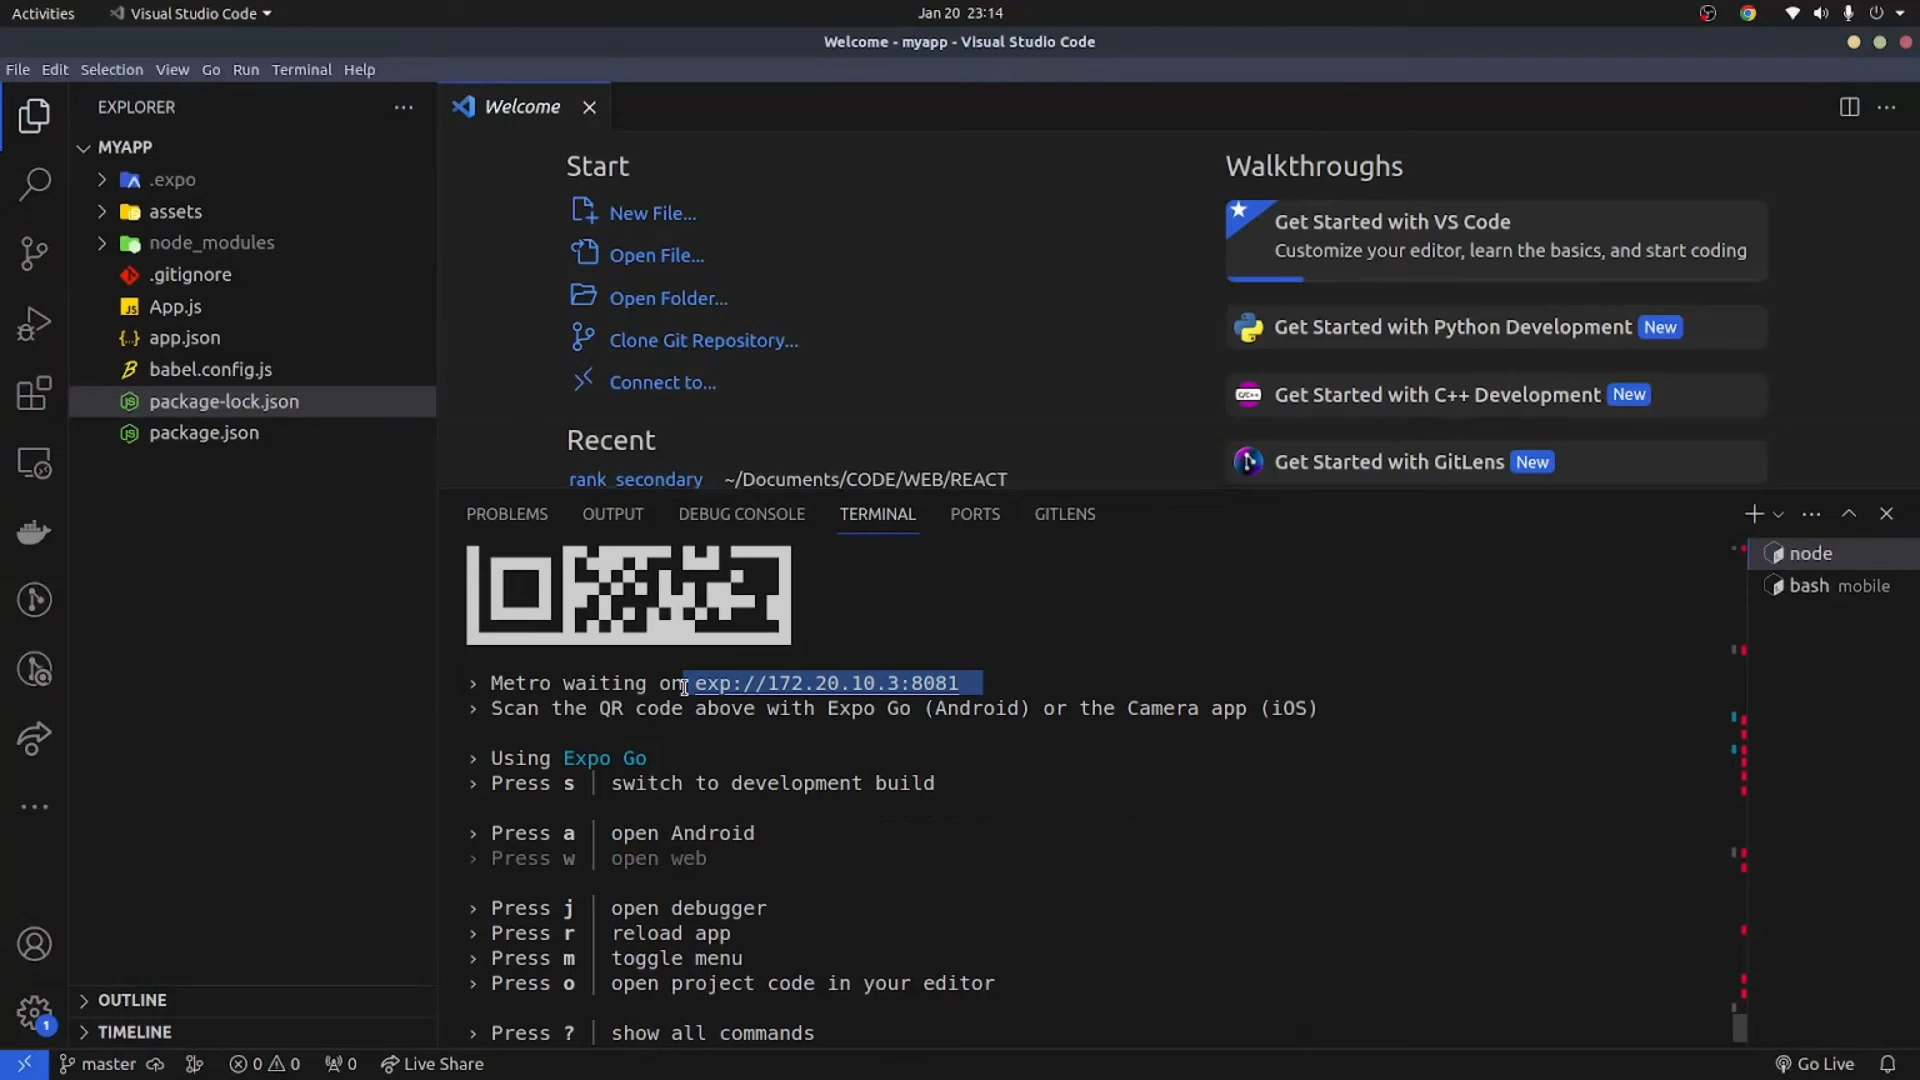 Activities
Visual Studio Code
Jan 20 23:14
Welcome - myapp - Visual Studio Code
File Edit Selection View Go Run Terminal Help
EXPLORER
MYAPP
.expo
assets
node_modules
.gitignore
JS App.js
{..} app.json
babel.config.js
package-lock.json
package.json
OUTLINE
TIMELINE
1
Welcome
Start
New File...
Open File...
Open Folder...
Clone Git Repository...
Connect to...
Recent
rank_secondary ~/Documents/CODE/WEB/REACT
Walkthroughs
Get Started with VS Code
Customize your editor, learn the basics, and start coding
Get Started with Python Development New
C/C++ Get Started with C++ Development New
Get Started with GitLens New
PROBLEMS OUTPUT DEBUG CONSOLE TERMINAL PORTS GITLENS
node
bash mobile
› Metro waiting on exp://172.20.10.3:8081
› Scan the QR code above with Expo Go (Android) or the Camera app (iOS)
› Using Expo Go
› Press s │ switch to development build
› Press a │ open Android
› Press w │ open web
› Press j │ open debugger
› Press r │ reload app
› Press m │ toggle menu
› Press o │ open project code in your editor
› Press ? │ show all commands
master 0 0 0 Live Share Go Live